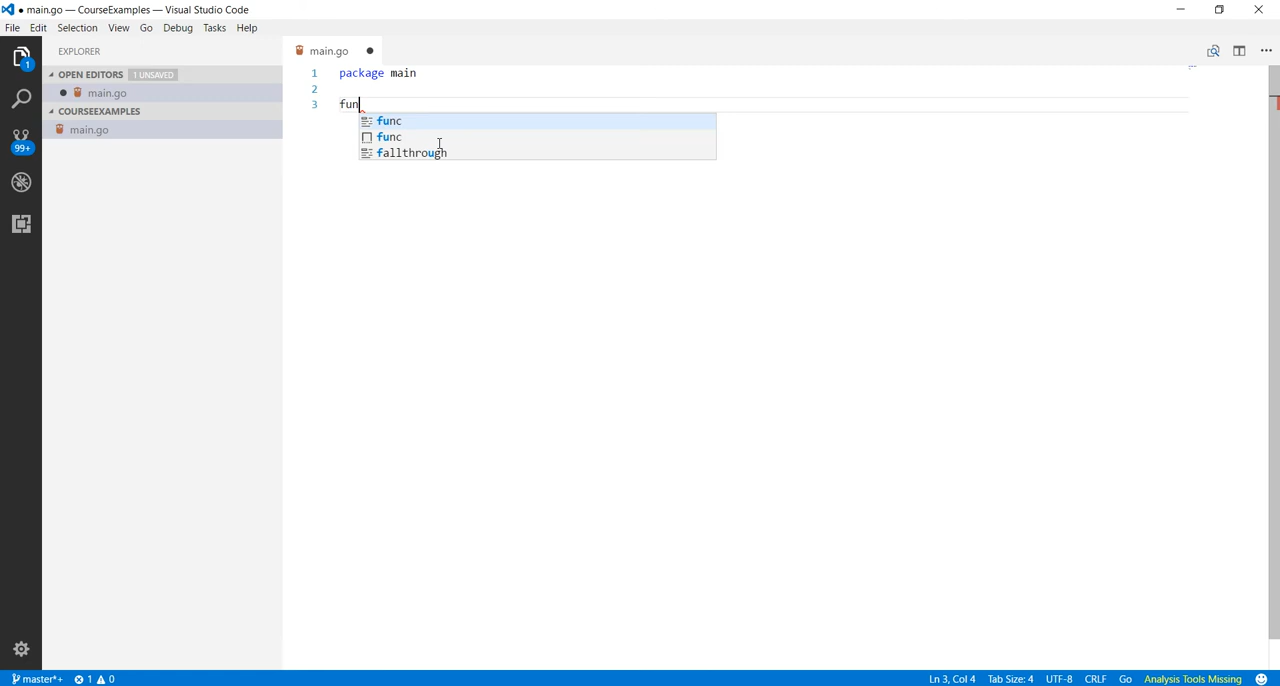 ● main.go — CourseExamples — Visual Studio Code
File Edit Selection View Go Debug Tasks Help
EXPLORER
main.go ●
OPEN EDITORS 1 UNSAVED
● main.go
COURSEEXAMPLES
main.go
1
99+
1 package main
2
3 fun
func
func
fallthrough
master*+ 1 0
Ln 3, Col 4 Tab Size: 4 UTF-8 CRLF Go Analysis Tools Missing